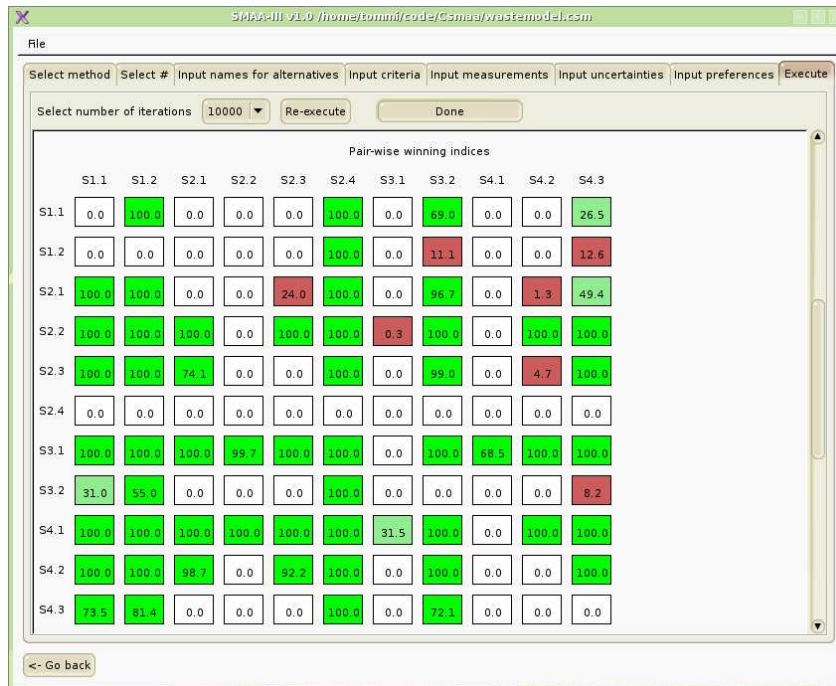 SMAA-III v1.0 /home/tommi/code/Csmaa/wastemodel.csm
File
Select method Select # Input names for alternatives Input criteria Input measurements Input uncertainties Input preferences Execute
Select number of iterations 10000 Re-execute Done
Pair-wise winning indices
S1.1 S1.2 S2.1 S2.2 S2.3 S2.4 S3.1 S3.2 S4.1 S4.2 S4.3
S1.1 0.0 100.0 0.0 0.0 0.0 100.0 0.0 69.0 0.0 0.0 26.5
S1.2 0.0 0.0 0.0 0.0 0.0 100.0 0.0 11.1 0.0 0.0 12.6
S2.1 100.0 100.0 0.0 0.0 24.0 100.0 0.0 96.7 0.0 1.3 49.4
S2.2 100.0 100.0 100.0 0.0 100.0 100.0 0.3 100.0 0.0 100.0 100.0
S2.3 100.0 100.0 74.1 0.0 0.0 100.0 0.0 99.0 0.0 4.7 100.0
S2.4 0.0 0.0 0.0 0.0 0.0 0.0 0.0 0.0 0.0 0.0 0.0
S3.1 100.0 100.0 100.0 99.7 100.0 100.0 0.0 100.0 68.5 100.0 100.0
S3.2 31.0 55.0 0.0 0.0 0.0 100.0 0.0 0.0 0.0 0.0 8.2
S4.1 100.0 100.0 100.0 100.0 100.0 100.0 31.5 100.0 0.0 100.0 100.0
S4.2 100.0 100.0 98.7 0.0 92.2 100.0 0.0 100.0 0.0 0.0 100.0
S4.3 73.5 81.4 0.0 0.0 0.0 100.0 0.0 72.1 0.0 0.0 0.0
<- Go back